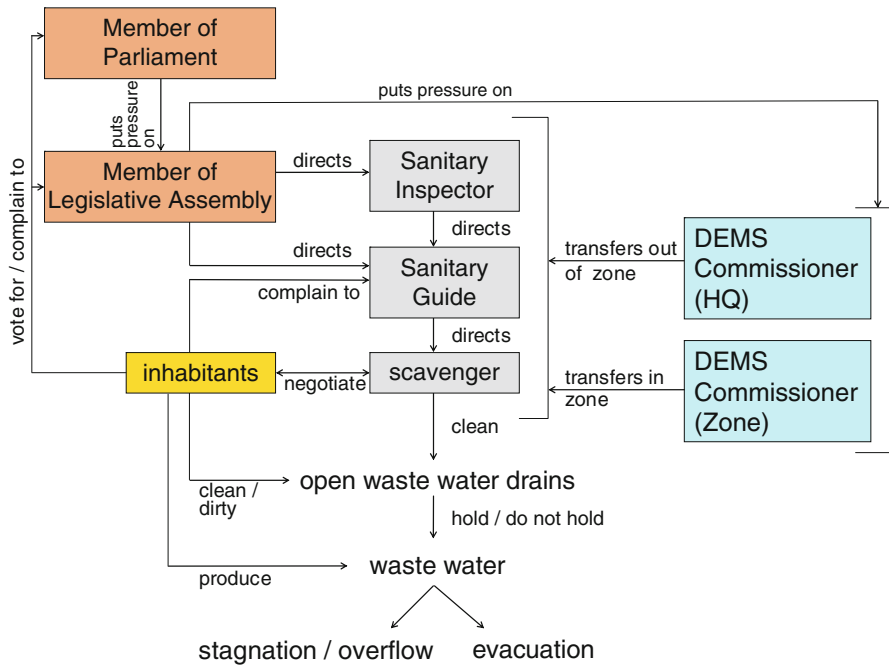 Member of
Parliament
puts
pressure
on
puts pressure on
vote for / complain to
Member of
Legislative Assembly
directs
Sanitary
Inspector
directs
directs
Sanitary
Guide
complain to
directs
transfers out
of zone
DEMS
Commissioner
(HQ)
inhabitants
negotiate
scavenger
transfers in
zone
DEMS
Commissioner
(Zone)
clean
clean /
dirty
open waste water drains
hold / do not hold
produce
waste water
stagnation / overflow
evacuation